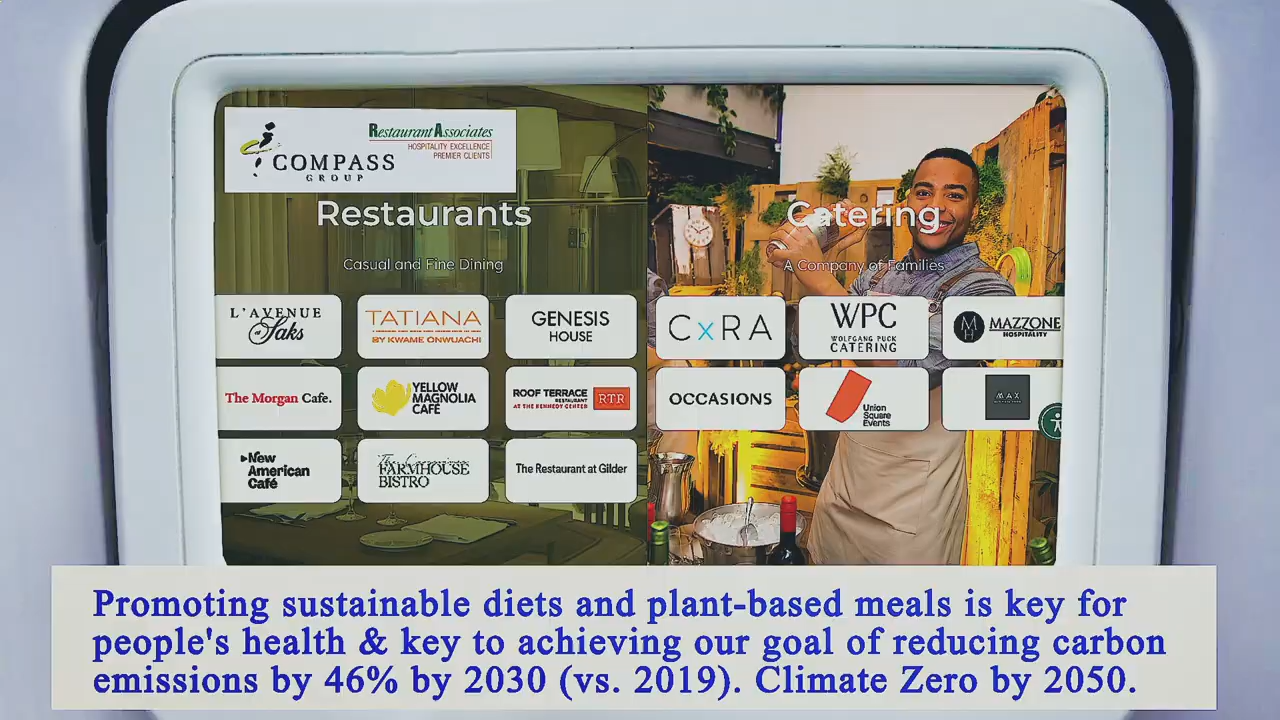 COMPASS
GROUP
Restaurant Associates
HOSPITALITY EXCELLENCE
PREMIER CLIENTS
Restaurants
Casual and Fine Dining
L'AVENUE
Saks
TATIANA
BY KWAME ONWUACHI
GENESIS
HOUSE
The Morgan Cafe.
YELLOW
MAGNOLIA
CAFÉ
ROOF TERRACE
RESTAURANT
AT THE KENNEDY CENTER
RTR
New
American
Café
FARMHOUSE
BISTRO
The Restaurant at Gilder
Catering
A Company of Families
CxRA
WPC
WOLFGANG PUCK
CATERING
MH
MAZZONE
HOSPITALITY
OCCASIONS
Union
Square
Events
MAX
Promoting sustainable diets and plant-based meals is key for
people's health & key to achieving our goal of reducing carbon
emissions by 46% by 2030 (vs. 2019). Climate Zero by 2050.